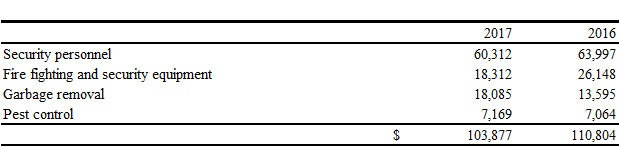 2017 2016
Security personnel 60,312 63,997
Fire fighting and security equipment 18,312 26,148
Garbage removal 18,085 13,595
Pest control 7,169 7,064
$ 103,877 110,804